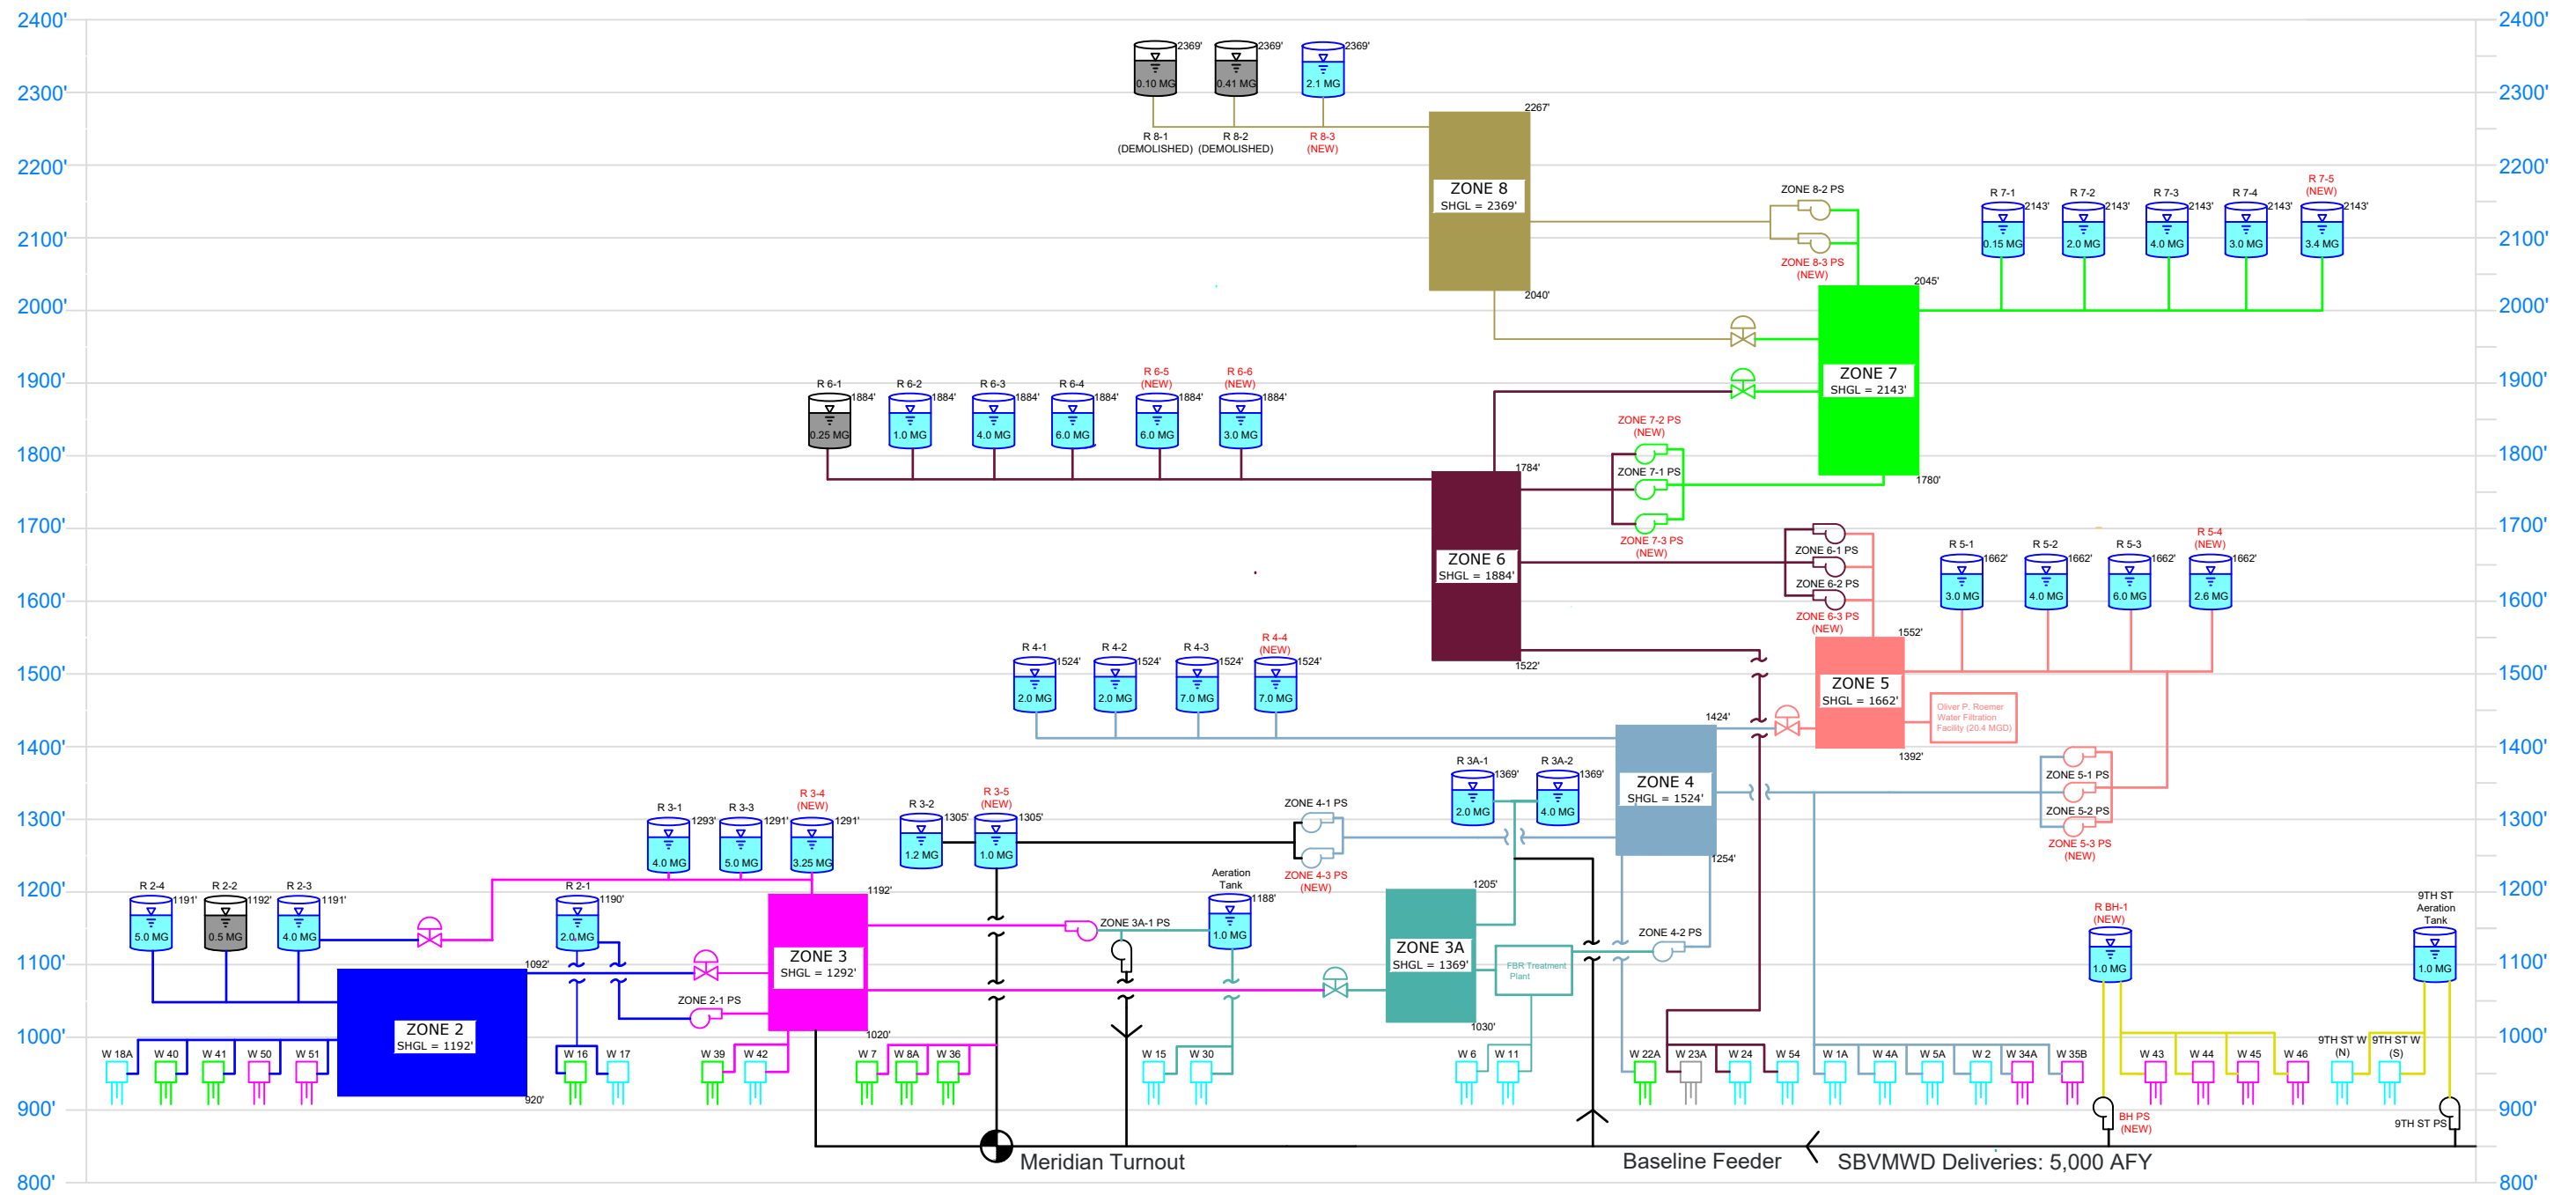 2400'
2400'
2369'
2369'
2369'
0.10 MG
0.41 MG
2.1 MG
2300'
2300'
2267'
R 8-1
(DEMOLISHED)
R 8-2
(DEMOLISHED)
R 8-3
(NEW)
2200'
2200'
ZONE 8
SHGL = 2369'
ZONE 8-2 PS
R 7-1
R 7-2
R 7-3
R 7-4
R 7-5
(NEW)
2143'
2143'
2143'
2143'
2143'
0.15 MG
2.0 MG
4.0 MG
3.0 MG
3.4 MG
2100'
2100'
ZONE 8-3 PS
(NEW)
2045'
2040'
2000'
2000'
ZONE 7
SHGL = 2143'
1900'
1900'
R 6-1
R 6-2
R 6-3
R 6-4
R 6-5
(NEW)
R 6-6
(NEW)
1884'
1884'
1884'
1884'
1884'
1884'
0.25 MG
1.0 MG
4.0 MG
6.0 MG
6.0 MG
3.0 MG
ZONE 7-2 PS
(NEW)
1800'
1800'
1784'
ZONE 7-1 PS
1780'
ZONE 7-3 PS
(NEW)
1700'
1700'
ZONE 6
SHGL = 1884'
ZONE 6-1 PS
ZONE 6-2 PS
ZONE 6-3 PS
(NEW)
R 5-1
R 5-2
R 5-3
R 5-4
(NEW)
1662'
1662'
1662'
1662'
3.0 MG
4.0 MG
6.0 MG
2.6 MG
1600'
1600'
1552'
1522'
R 4-1
R 4-2
R 4-3
R 4-4
(NEW)
1524'
1524'
1524'
1524'
2.0 MG
2.0 MG
7.0 MG
7.0 MG
1500'
1500'
ZONE 5
SHGL = 1662'
Oliver P. Roemer
Water Filtration
Facility (20.4 MGD)
1424'
1392'
1400'
1400'
R 3A-1
R 3A-2
1369'
1369'
2.0 MG
4.0 MG
ZONE 4
SHGL = 1524'
ZONE 5-1 PS
ZONE 5-2 PS
ZONE 5-3 PS
(NEW)
1300'
1300'
R 3-1
R 3-3
R 3-4
(NEW)
R 3-2
R 3-5
(NEW)
1293'
1291'
1291'
1305'
1305'
4.0 MG
5.0 MG
3.25 MG
1.2 MG
1.0 MG
ZONE 4-1 PS
ZONE 4-3 PS
(NEW)
1254'
1200'
1200'
R 2-4
R 2-2
R 2-3
R 2-1
1191'
1192'
1191'
1190'
5.0 MG
0.5 MG
4.0 MG
2.0 MG
1192'
Aeration
Tank
1188'
1.0 MG
1205'
ZONE 3A-1 PS
ZONE 4-2 PS
R BH-1
(NEW)
1.0 MG
9TH ST
Aeration
Tank
1.0 MG
ZONE 3
SHGL = 1292'
ZONE 3A
SHGL = 1369'
FBR Treatment
Plant
1100'
1100'
1092'
ZONE 2-1 PS
ZONE 2
SHGL = 1192'
1020'
1030'
1000'
1000'
W 18A
W 40
W 41
W 50
W 51
W 16
W 17
W 39
W 42
W 7
W 8A
W 36
W 15
W 30
W 6
W 11
W 22A
W 23A
W 24
W 54
W 1A
W 4A
W 5A
W 2
W 34A
W 35B
W 43
W 44
W 45
W 46
9TH ST W
(N)
9TH ST W
(S)
920'
900'
900'
BH PS
(NEW)
9TH ST PS
Meridian Turnout
Baseline Feeder
SBVMWD Deliveries: 5,000 AFY
800'
800'